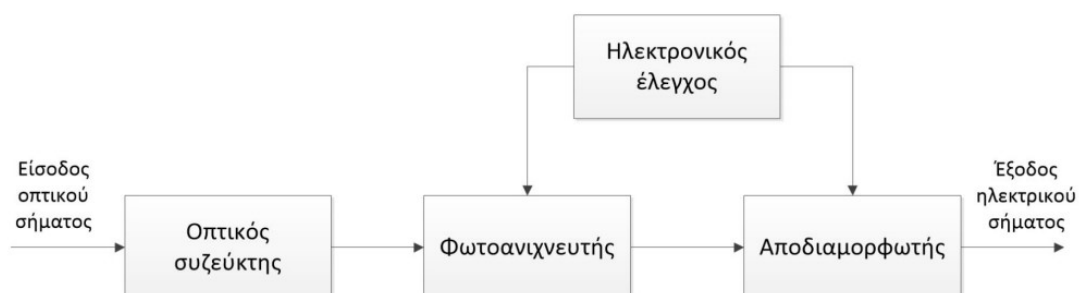 Ηλεκτρονικός
έλεγχος
Είσοδος
οπτικού
σήματος
Οπτικός
συζεύκτης
Φωτοανιχνευτής
Αποδιαμορφωτής
Έξοδος
ηλεκτρικού
σήματος